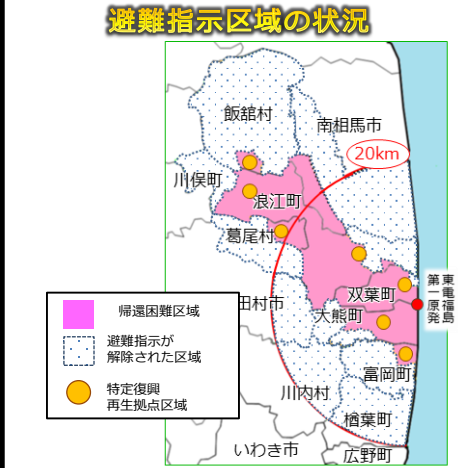 避難指示区域の状況
飯舘村
南相馬市
20km
川俣町
浪江町
葛尾村
双葉町
東電福島
第一原発
田村市
大熊町
富岡町
川内村
楢葉町
いわき市
広野町
帰還困難区域
避難指示が
解除された区域
特定復興
再生拠点区域